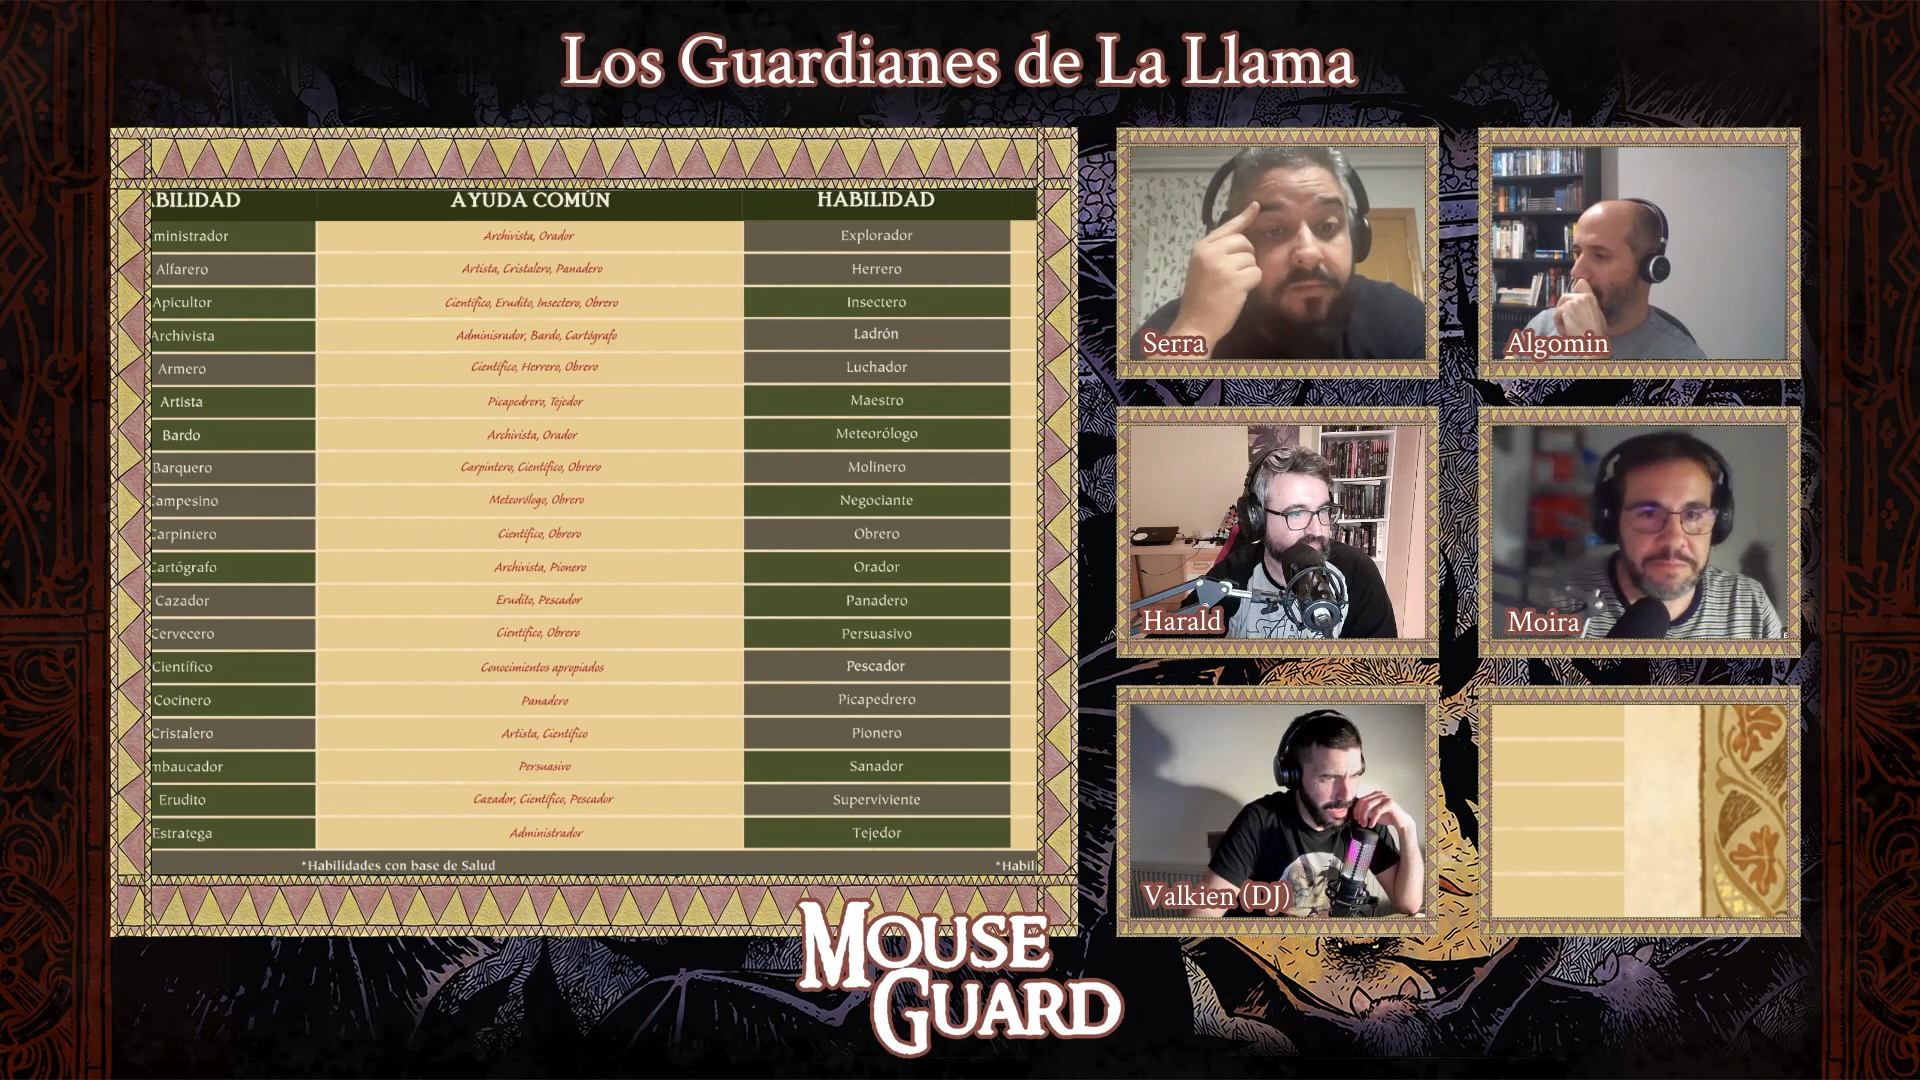 Los Guardianes de La Llama
BILIDAD AYUDA COMÚN HABILIDAD
ministrador Archivista, Orador Explorador
Alfarero Artista, Cristalero, Panadero Herrero
Apicultor Científico, Erudito, Insectero, Obrero Insectero
Archivista Adminisrador, Bardo, Cartógrafo Ladrón
Armero Científico, Herrero, Obrero Luchador
Artista Picapedrero, Tejedor Maestro
Bardo Archivista, Orador Meteorólogo
Barquero Carpintero, Científico, Obrero Molinero
ampesino Meteorólogo, Obrero Negociante
Carpintero Científico, Obrero Obrero
Cartógrafo Archivista, Pionero Orador
Cazador Erudito, Pescador Panadero
Cervecero Científico, Obrero Persuasivo
Científico Conocimientos apropiados Pescador
Cocinero Panadero Picapedrero
Cristalero Artista, Científico Pionero
mbaucador Persuasivo Sanador
Erudito Cazador, Científico, Pescador Superviviente
Estratega Administrador Tejedor
*Habilidades con base de Salud *Habil
Serra
Algomin
Harald
Moira
Valkien (DJ)
MOUSE
GUARD